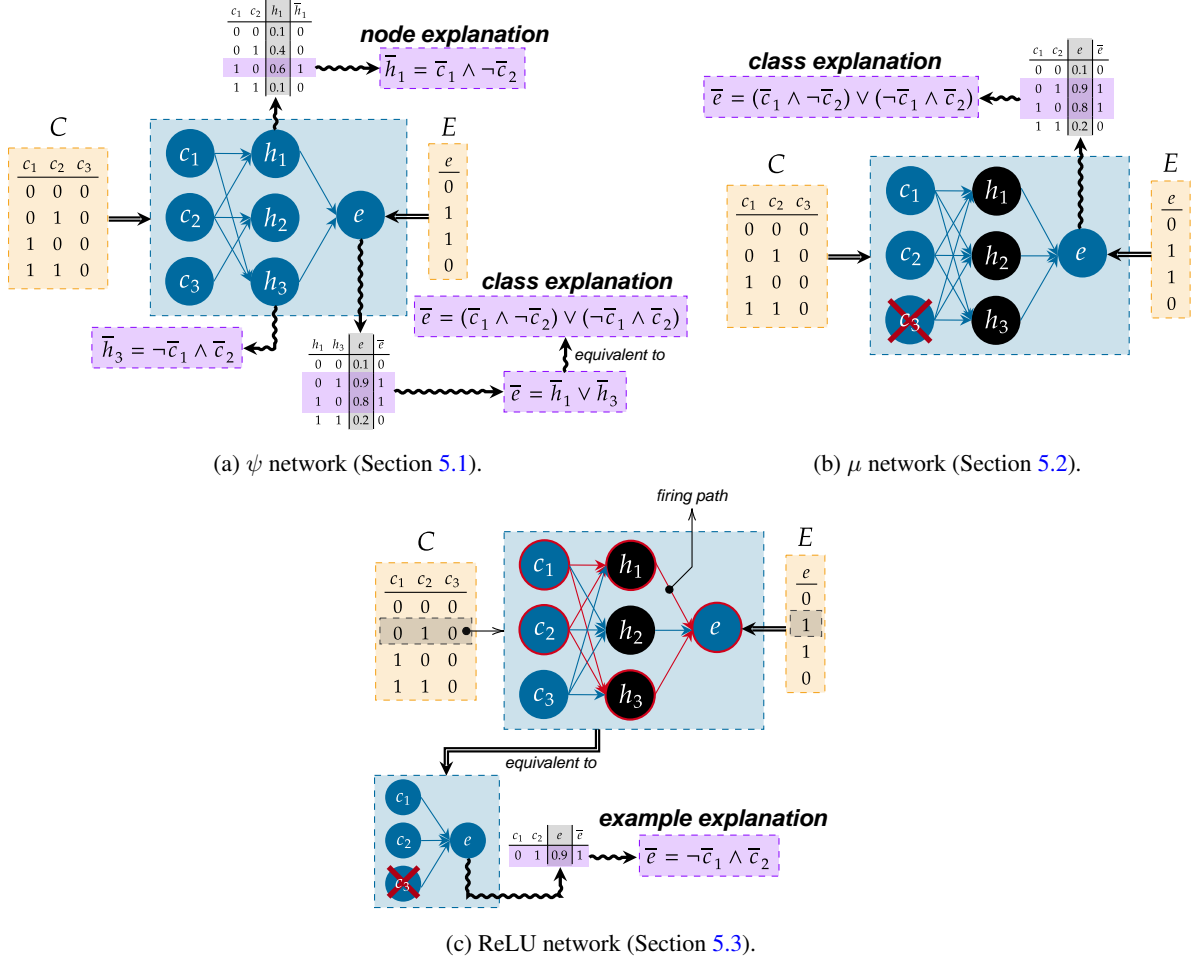 c₁ c₂ h₁ h̄₁
0 0 0.1 0
0 1 0.4 0
1 0 0.6 1
1 1 0.1 0
node explanation
h̄₁ = c̄₁ ∧ ¬c̄₂
C
c₁ c₂ c₃
0 0 0
0 1 0
1 0 0
1 1 0
c₁
c₂
c₃
h₁
h₂
h₃
e
E
e
0
1
1
0
h̄₃ = ¬c̄₁ ∧ c̄₂
h₁ h₃ e ē
0 0 0.1 0
0 1 0.9 1
1 0 0.8 1
1 1 0.2 0
class explanation
ē = (c̄₁ ∧ ¬c̄₂) ∨ (¬c̄₁ ∧ c̄₂)
equivalent to
ē = h̄₁ ∨ h̄₃
(a) ψ network (Section 5.1).
class explanation
ē = (c̄₁ ∧ ¬c̄₂) ∨ (¬c̄₁ ∧ c̄₂)
c₁ c₂ e ē
0 0 0.1 0
0 1 0.9 1
1 0 0.8 1
1 1 0.2 0
C
c₁ c₂ c₃
0 0 0
0 1 0
1 0 0
1 1 0
c₁
c₂
c₃
h₁
h₂
h₃
e
E
e
0
1
1
0
(b) μ network (Section 5.2).
firing path
C
c₁ c₂ c₃
0 0 0
0 1 0
1 0 0
1 1 0
c₁
c₂
c₃
h₁
h₂
h₃
e
E
e
0
1
1
0
equivalent to
c₁
c₂
c₃
e
c₁ c₂ e ē
0 1 0.9 1
example explanation
ē = ¬c̄₁ ∧ c̄₂
(c) ReLU network (Section 5.3).